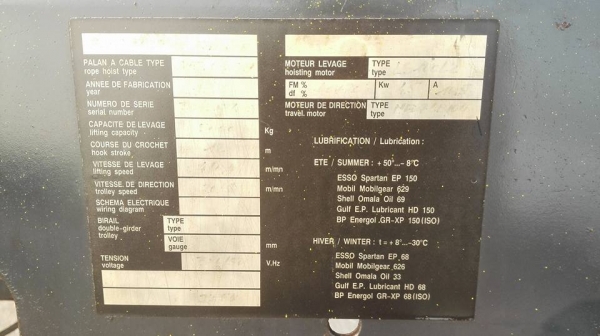 PALAN A CABLE TYPE
rope hoist type
ANNEE DE FABRICATION
year
NUMERO DE SERIE
serial number
CAPACITE DE LEVAGE
lifting capacity
Kg
COURSE DU CROCHET
hook stroke
m
VITESSE DE LEVAGE
lifting speed
m/mn
VITESSE DE DIRECTION
trolley speed
m/mn
SCHEMA ELECTRIQUE
wiring diagram
BIRAIL
double-girder
trolley
TYPE
type
VOIE
gauge
mm
TENSION
voltage
V.Hz
MOTEUR LEVAGE
hoisting motor
TYPE
type
FM %
df %
Kw
A
MOTEUR DE DIRECTION
travel motor
TYPE
type
LUBRIFICATION / Lubrication :
ETE / SUMMER : +50°...- 8°C
ESSO Spartan EP 150
Mobil Mobilgear 629
Shell Omala Oil 69
Gulf E.P. Lubricant HD 150
BP Energol GR-XP 150 (ISO)
HIVER / WINTER : t = + 8°...-30°C
ESSO Spartan EP 68
Mobil Mobilgear 626
Shell Omala Oil 33
Gulf E.P. Lubricant HD 68
BP Energol GR-XP 68 (ISO)